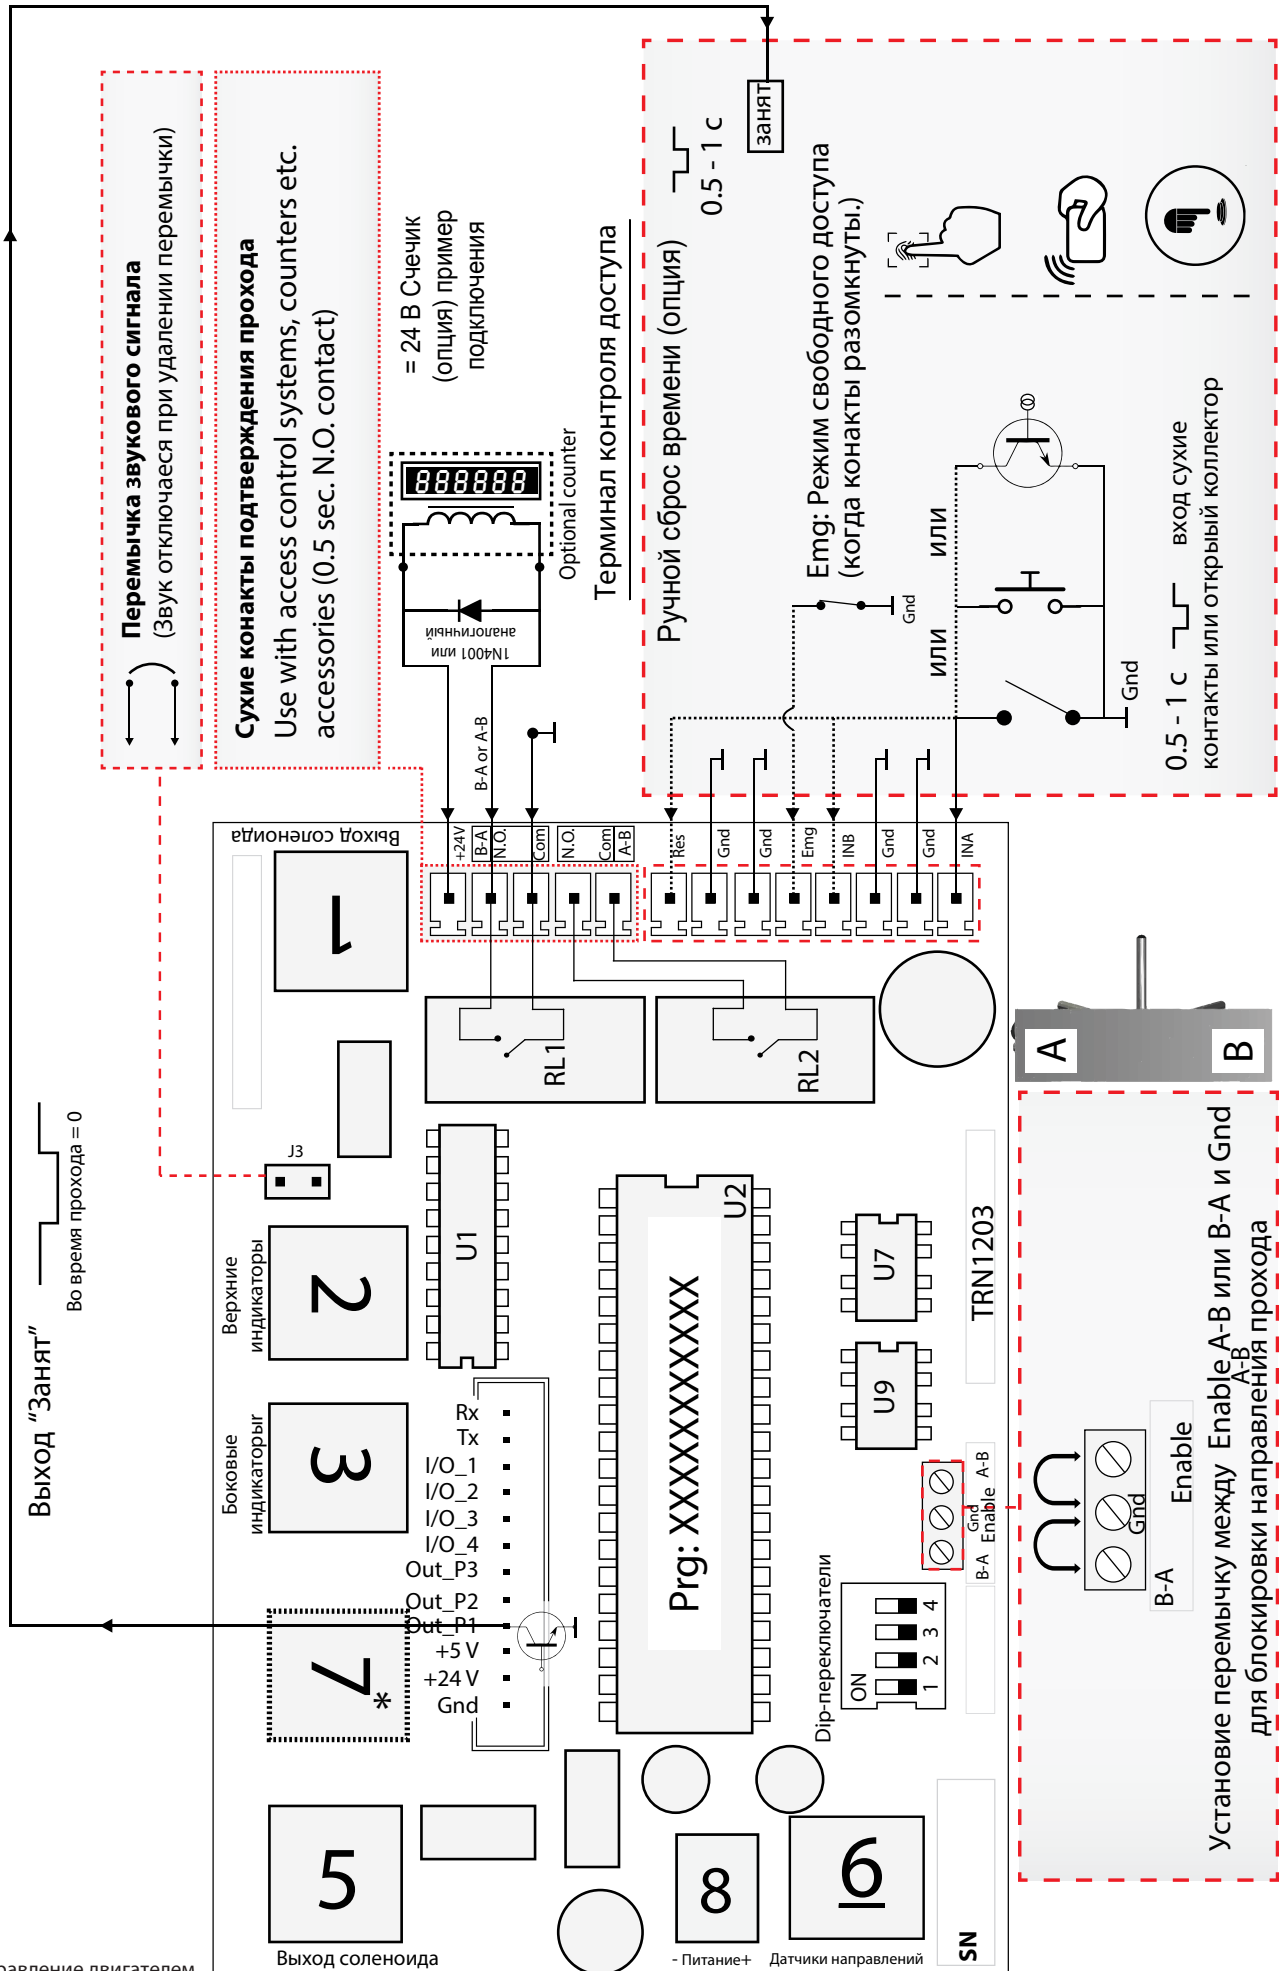 Выход "Занят"
Во время прохода = 0
Перемычка звукового сигнала
(Звук отключаеся при удалении перемычки)
Сухие конакты подтверждения прохода
Use with access control systems, counters etc.
accessories (0.5 sec. N.O. contact)
= 24 В Счечик
(опция) пример
подключения
888888
Optional counter
1N4001 или
аналогичный
B-A or A-B
Терминал контроля доступа
Ручной сброс времени (опция)
0.5 - 1 c
занят
Emg: Режим свободного доступа
(когда конакты разомкнуты.)
Gnd
или
или
Gnd
0.5 - 1 c
вход сухие
контакты или открыый коллектор
Выход соленоида
1
+24V
B-A
N.O.
Com
N.O.
Com
A-B
Res
Gnd
Gnd
Emg
INB
Gnd
Gnd
INA
J3
RL1
RL2
Верхние
индикаторы
2
Боковые
индикаторыг
3
7*
U1
Rx
Tx
I/O_1
I/O_2
I/O_3
I/O_4
Out_P3
Out_P2
Out_P1
+5 V
+24 V
Gnd
U2
Prg: XXXXXXXXXXXX
U7
U9
TRN1203
Dip-переключатели
ON
1 2 3 4
B-A
Gnd
Enable
A-B
5
Выход соленоида
8
- Питание+
6
Датчики направлений
SN
равление двигателем
A
B
B-A
Gnd
Enable
A-B
Установие перемычку между Enable A-B или B-A и Gnd
для блокировки направления прохода